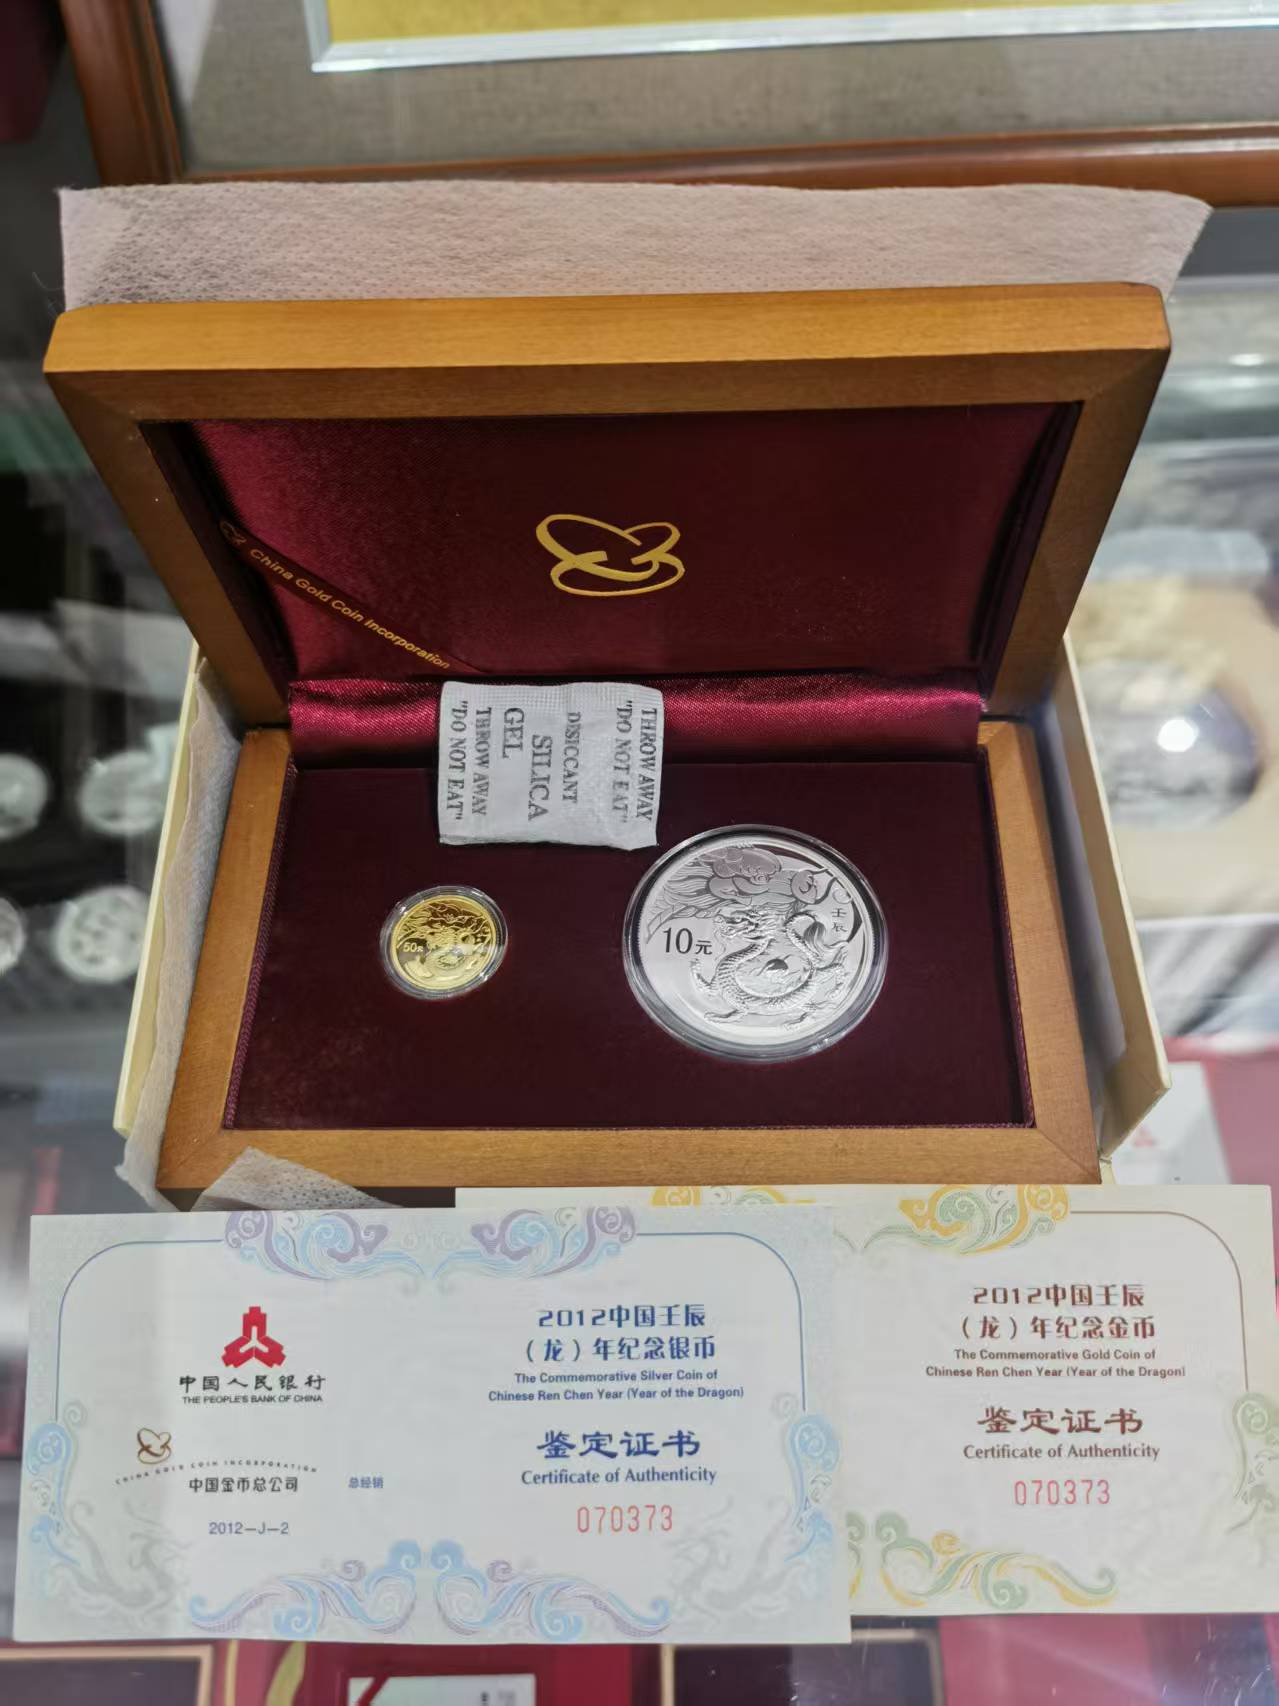 China Gold Coin Incorporation
THROW AWAY
"DO NOT EAT"
DSICCANT
SILICA
GEL
THROW AWAY
"DO NOT EAT"
50元
壬辰
10元
中国人民银行
THE PEOPLE'S BANK OF CHINA
CHINA GOLD COIN INCORPORATION
中国金币总公司
总经销
2012-J-2
2012中国壬辰
（龙）年纪念银币
The Commemorative Silver Coin of
Chinese Ren Chen Year (Year of the Dragon)
鉴定证书
Certificate of Authenticity
070373
2012中国壬辰
（龙）年纪念金币
The Commemorative Gold Coin of
Chinese Ren Chen Year (Year of the Dragon)
鉴定证书
Certificate of Authenticity
070373